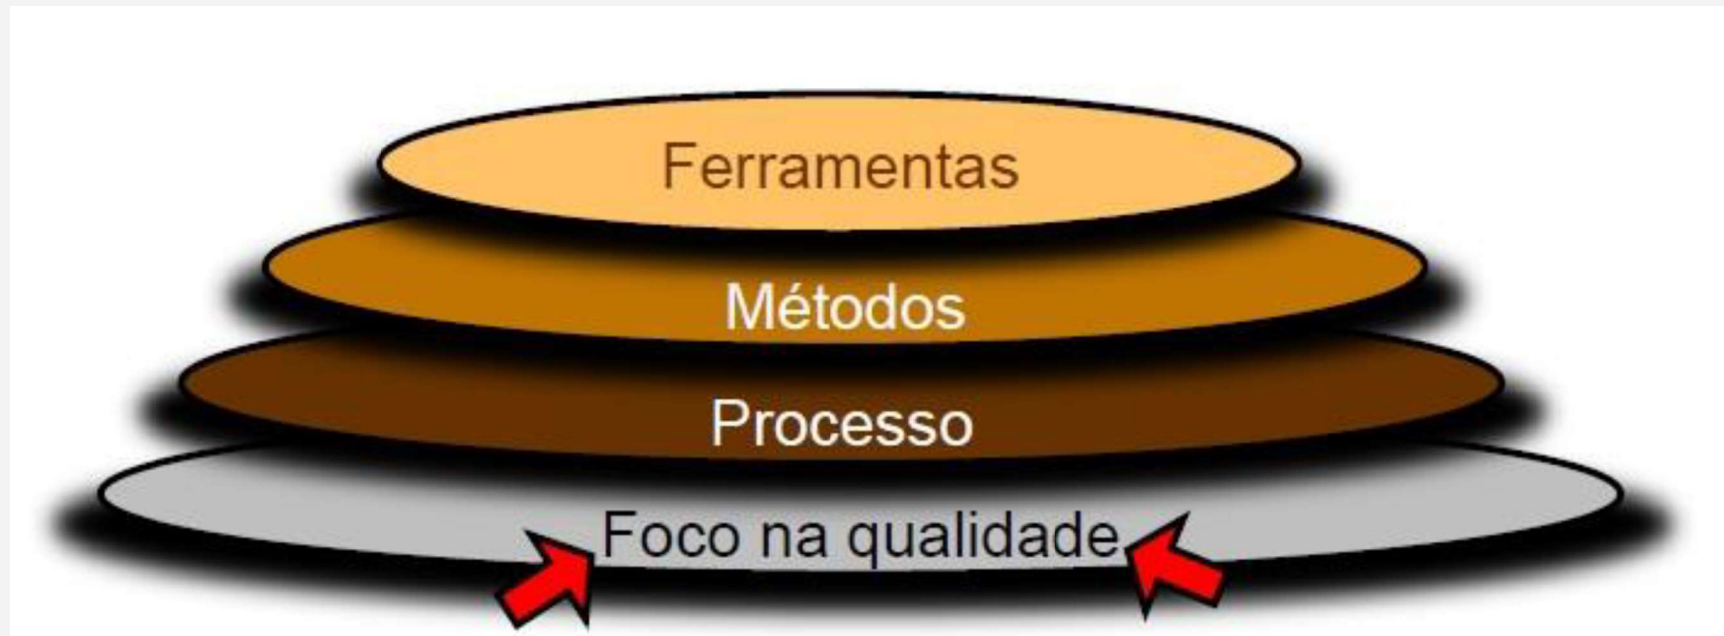 Ferramentas
Métodos
Processo
Foco na qualidade